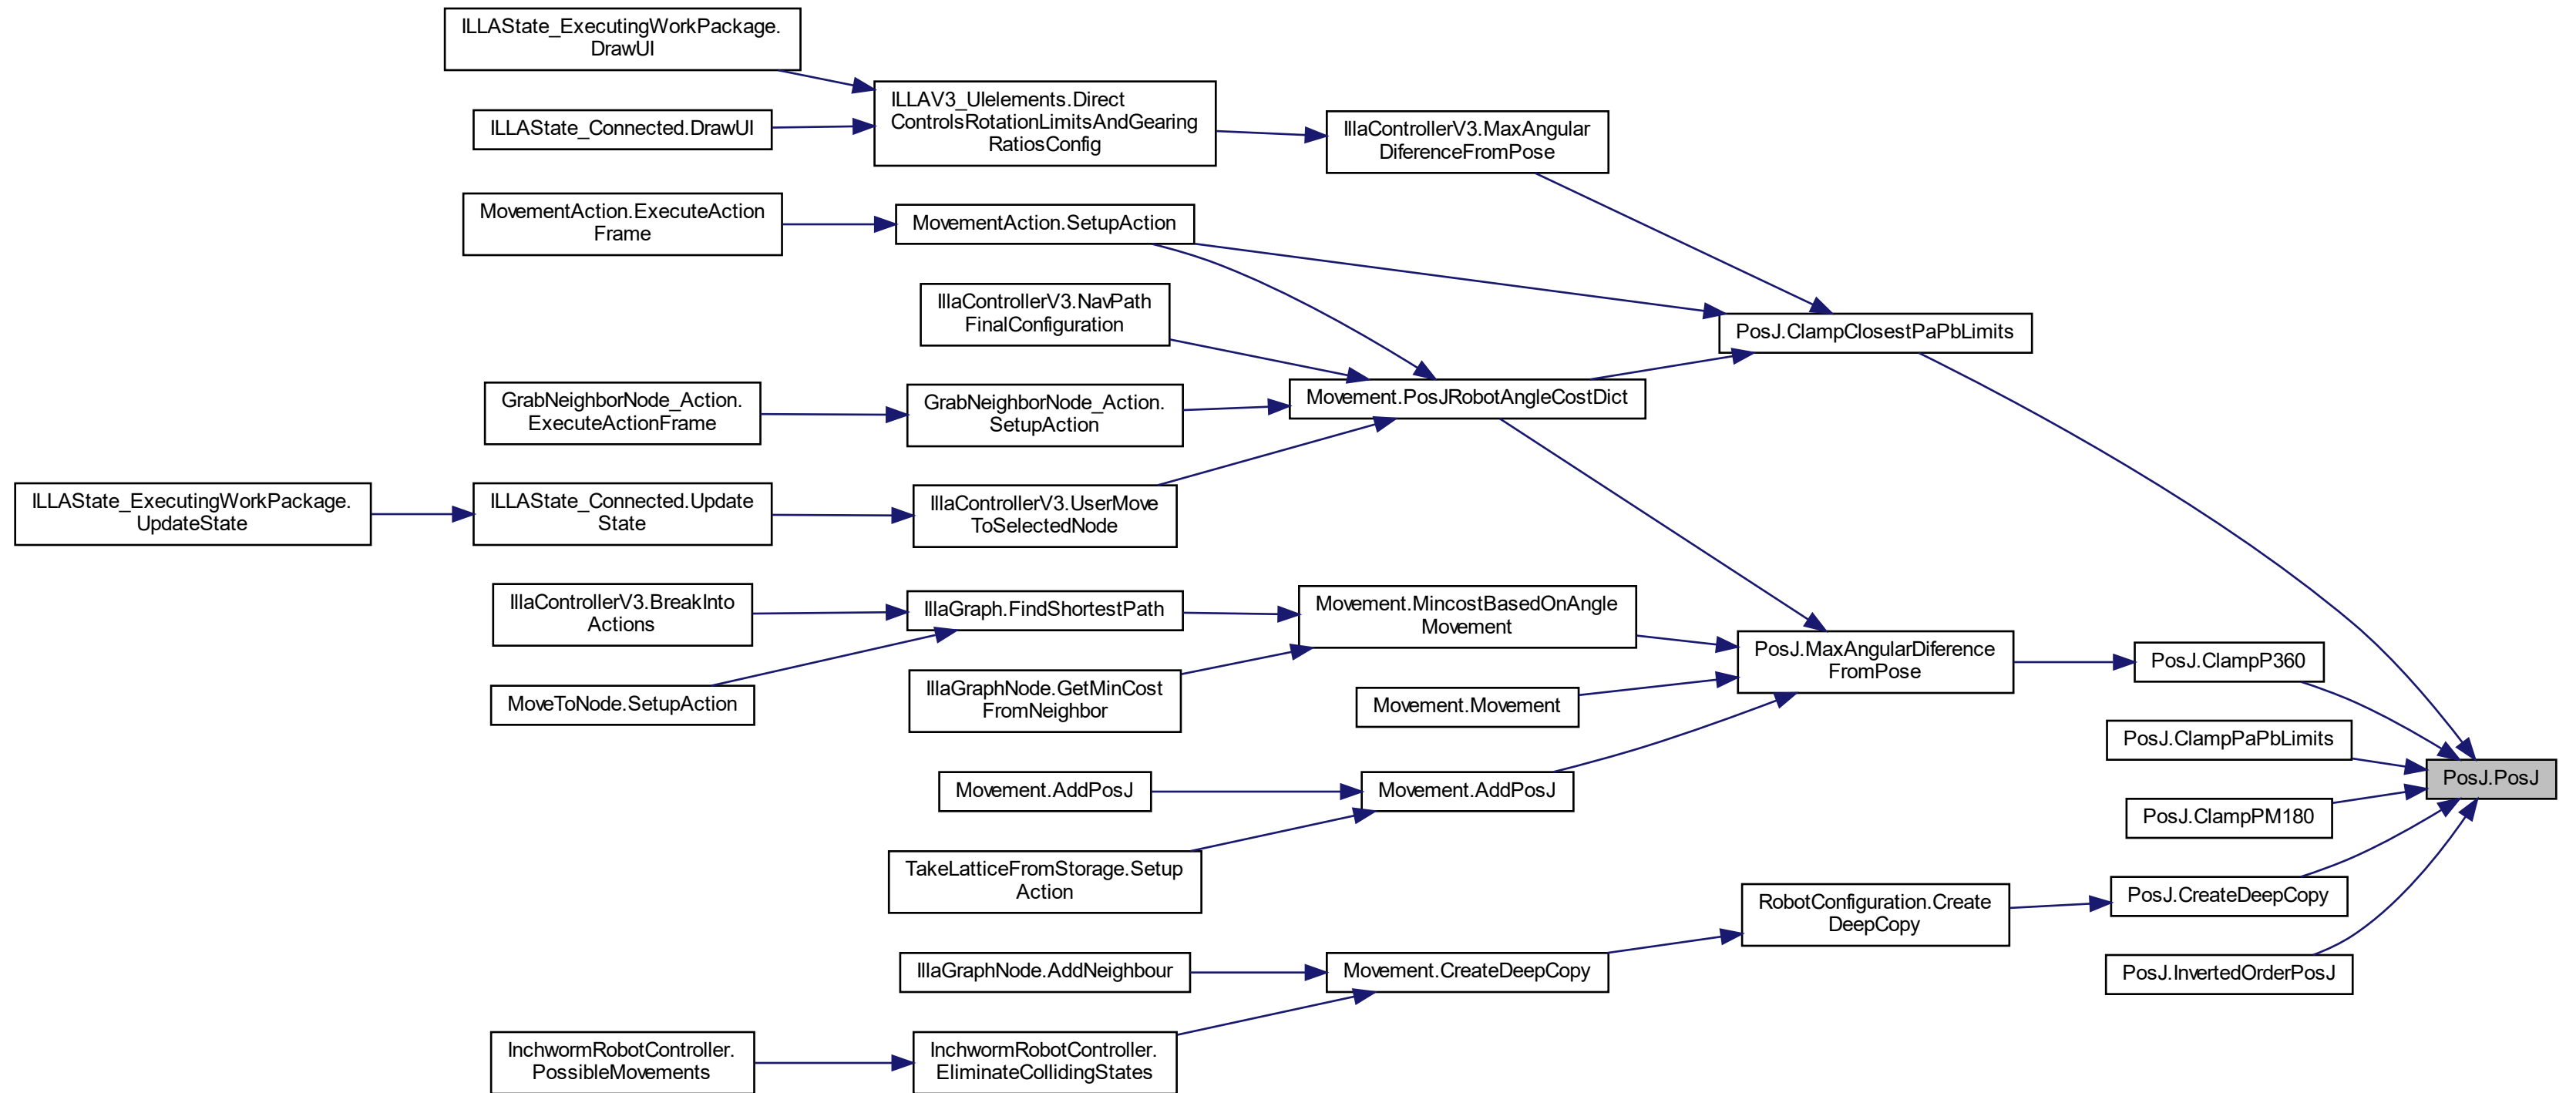 ILLAState_ExecutingWorkPackage.
DrawUI
ILLAState_Connected.DrawUI
ILLAV3_UIelements.Direct
ControlsRotationLimitsAndGearing
RatiosConfig
IllaControllerV3.MaxAngular
DiferenceFromPose
MovementAction.ExecuteAction
Frame
MovementAction.SetupAction
IllaControllerV3.NavPath
FinalConfiguration
PosJ.ClampClosestPaPbLimits
GrabNeighborNode_Action.
ExecuteActionFrame
GrabNeighborNode_Action.
SetupAction
Movement.PosJRobotAngleCostDict
ILLAState_ExecutingWorkPackage.
UpdateState
ILLAState_Connected.Update
State
IllaControllerV3.UserMove
ToSelectedNode
IllaControllerV3.BreakInto
Actions
IllaGraph.FindShortestPath
Movement.MincostBasedOnAngle
Movement
PosJ.MaxAngularDiference
FromPose
PosJ.ClampP360
MoveToNode.SetupAction
IllaGraphNode.GetMinCost
FromNeighbor
Movement.Movement
PosJ.ClampPaPbLimits
PosJ.PosJ
Movement.AddPosJ
Movement.AddPosJ
PosJ.ClampPM180
TakeLatticeFromStorage.Setup
Action
RobotConfiguration.Create
DeepCopy
PosJ.CreateDeepCopy
IllaGraphNode.AddNeighbour
Movement.CreateDeepCopy
PosJ.InvertedOrderPosJ
InchwormRobotController.
PossibleMovements
InchwormRobotController.
EliminateCollidingStates